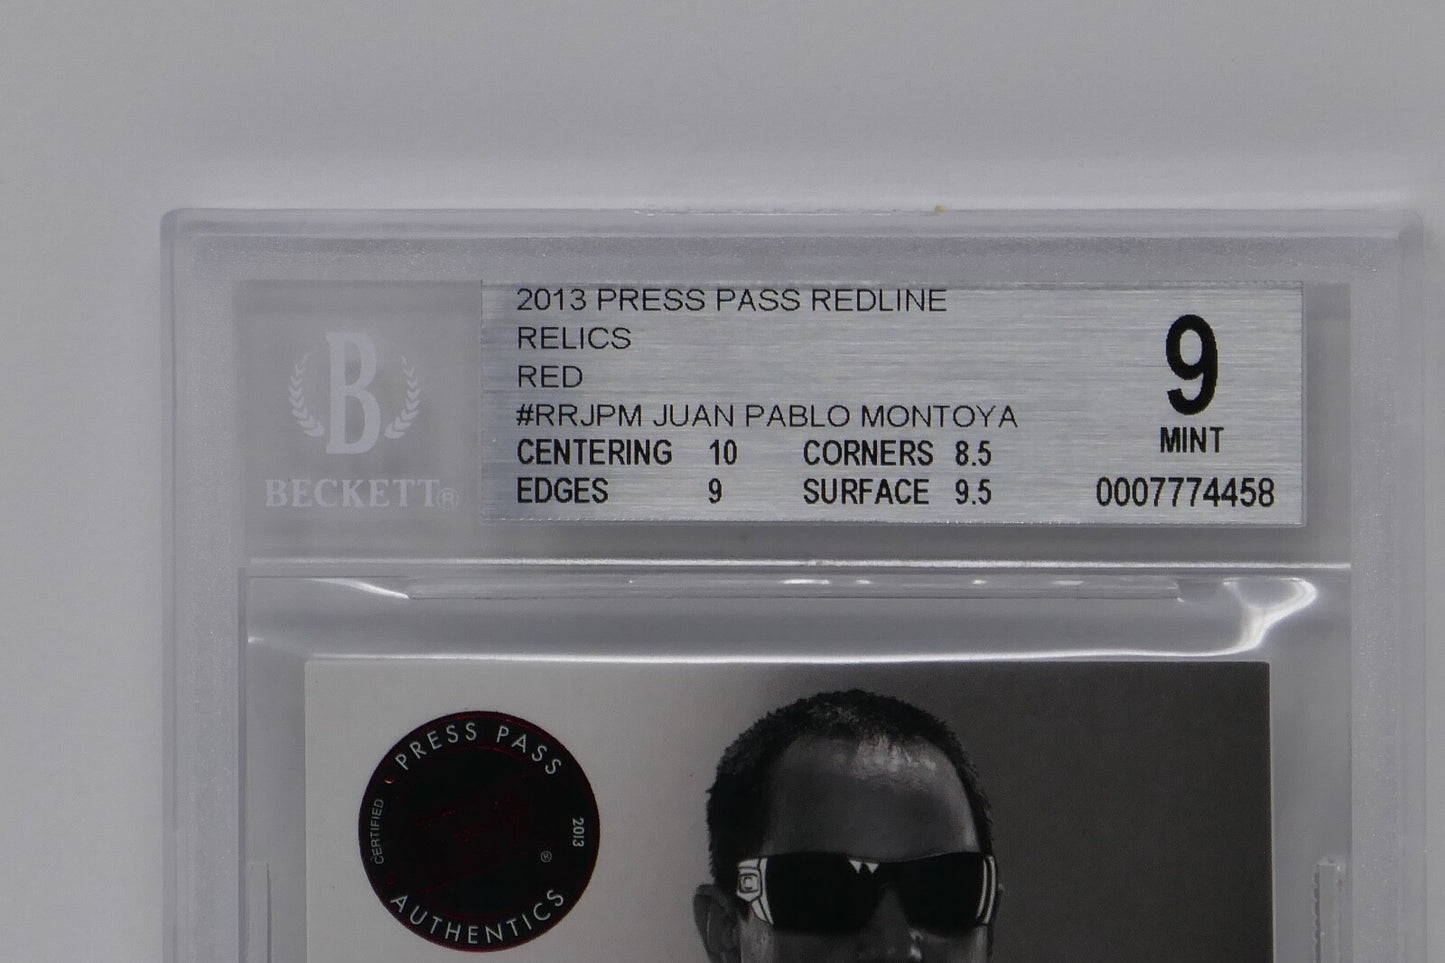 2013 PRESS PASS REDLINE
RELICS
RED
#RRJPM JUAN PABLO MONTOYA
CENTERING 10 CORNERS 8.5
EDGES 9 SURFACE 9.5
9
MINT
0007774458
B
BECKETT®
PRESS PASS
CERTIFIED
2013
®
AUTHENTICS